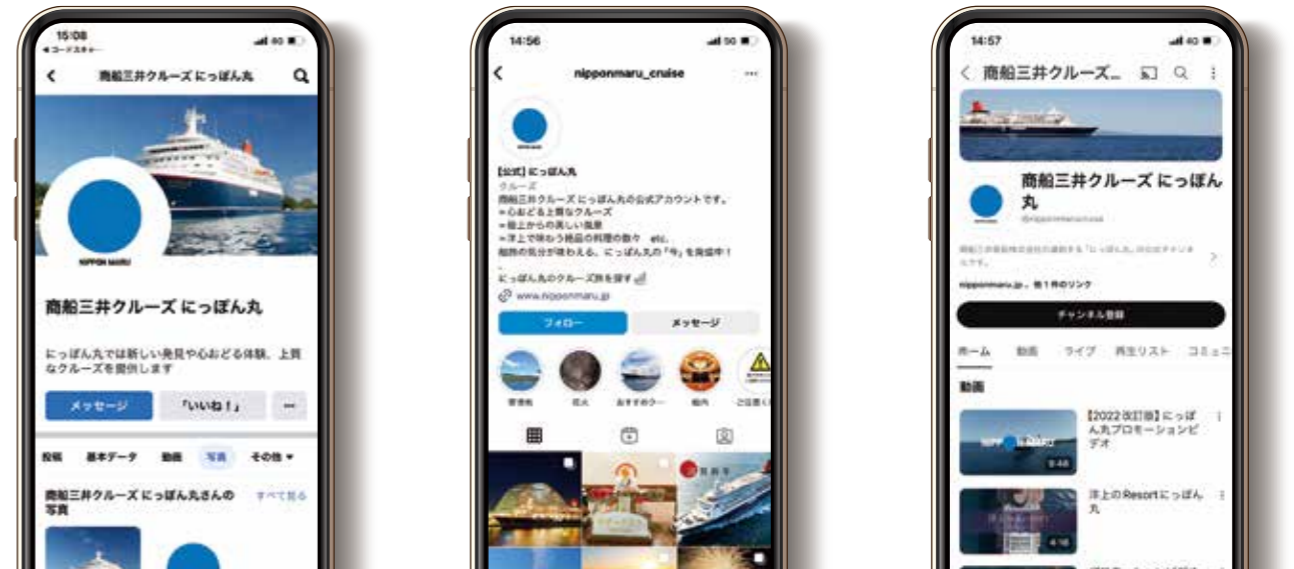 15:08
4G
商船三井クルーズ にっぽん丸
NIPPON MARU
商船三井クルーズ にっぽん丸
にっぽん丸では新しい発見や心おどる体験、上質
なクルーズを提供します
メッセージ
「いいね！」
投稿 基本データ 動画 写真 その他
商船三井クルーズ にっぽん丸さんの
写真
すべて見る
14:56
5G
nipponmaru_cruise
【公式】にっぽん丸
クルーズ
商船三井クルーズ にっぽん丸の公式アカウントです。
心おどる上質なクルーズ
船上からの美しい風景
洋上で味わう絶品の料理の数々 etc.
船旅の気分が味わえる、にっぽん丸の「今」を発信中！
にっぽん丸のクルーズ旅を探す
www.nipponmaru.jp
フォロー
メッセージ
花火
船内
14:57
4G
商船三井クルーズ...
商船三井クルーズ にっぽん
丸
nipponmaru.jp、他 1 件のリンク
チャンネル登録
ホーム 動画 ライブ 再生リスト コミュニ
動画
【2022改訂版】にっぽ
ん丸プロモーションビ
デオ
9:48
洋上のResortにっぽん
丸
4:16